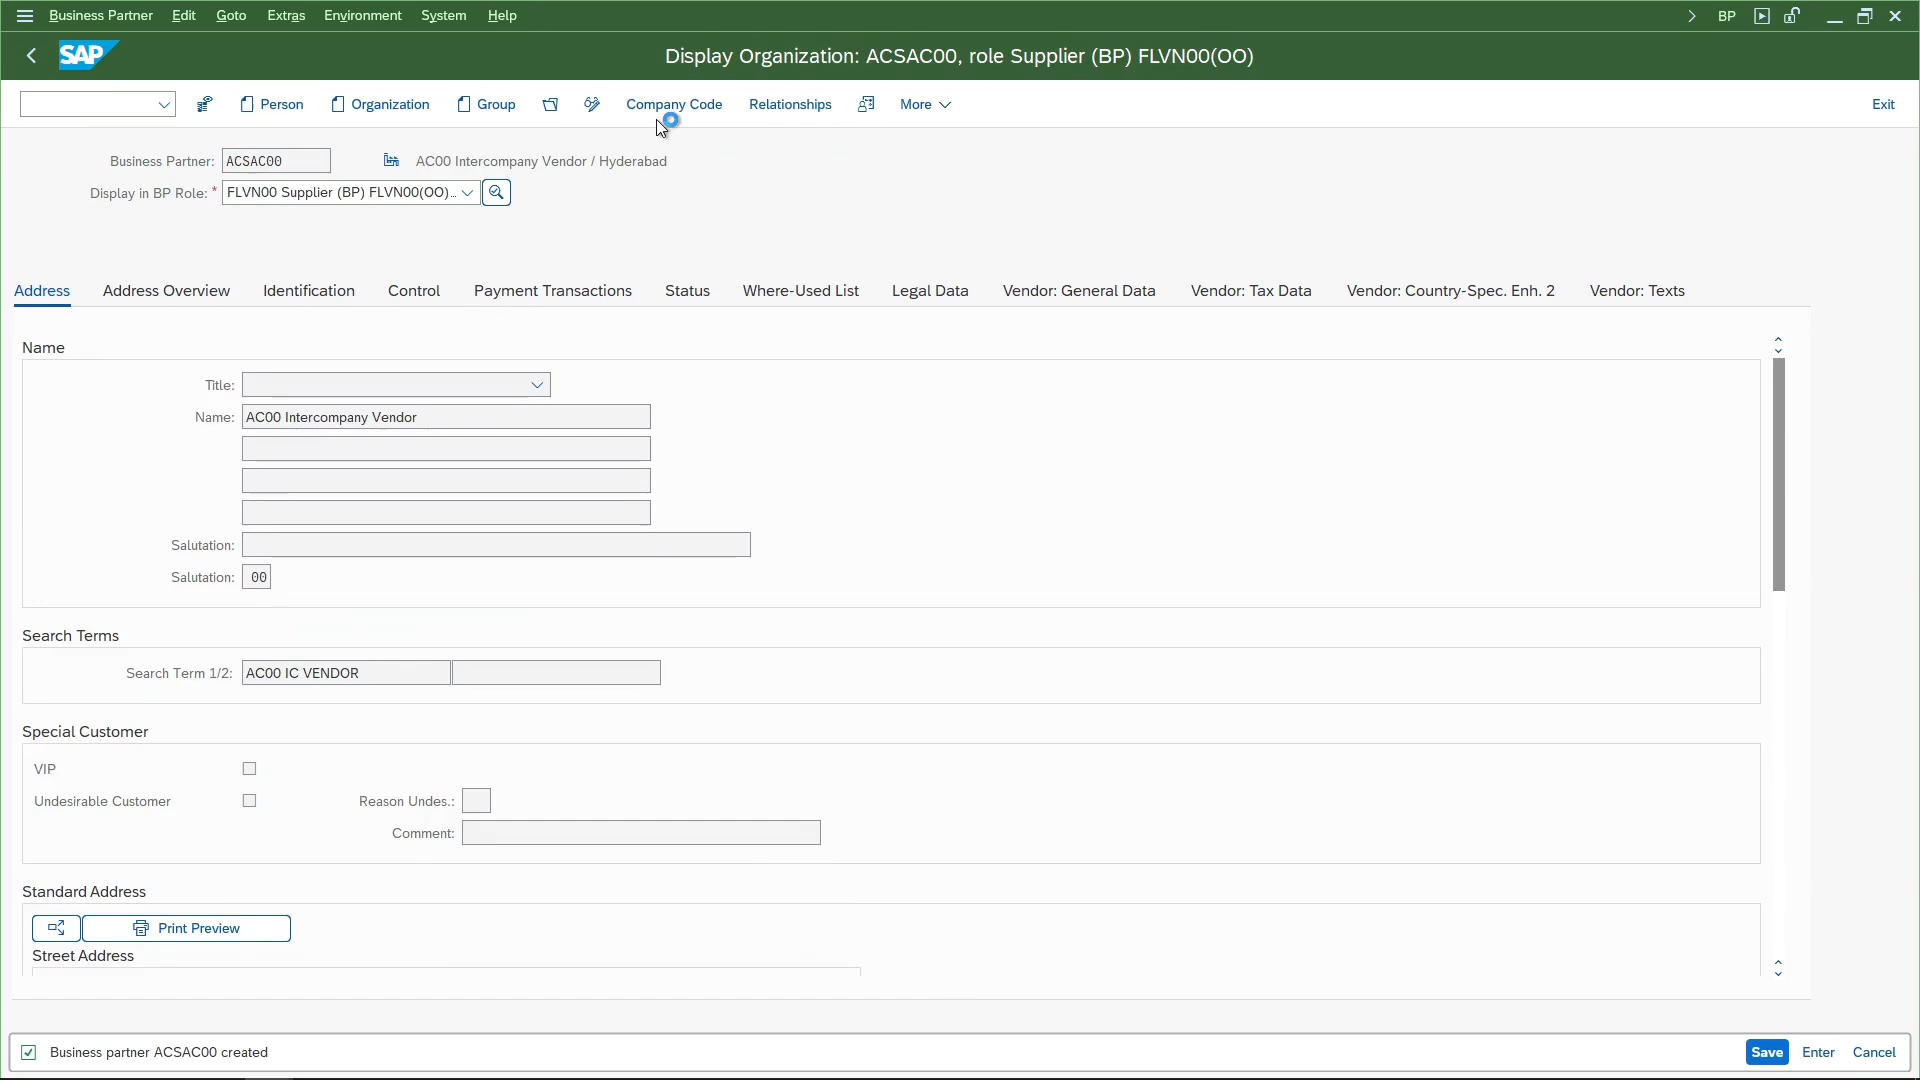 Business Partner Edit Goto Extras Environment System Help BP
SAP Display Organization: ACSAC00, role Supplier (BP) FLVN00(OO)
Person Organization Group Company Code Relationships More Exit
Business Partner: ACSAC00 AC00 Intercompany Vendor / Hyderabad
Display in BP Role: * FLVN00 Supplier (BP) FLVN00(OO)...
Address Address Overview Identification Control Payment Transactions Status Where-Used List Legal Data Vendor: General Data Vendor: Tax Data Vendor: Country-Spec. Enh. 2 Vendor: Texts
Name
Title:
Name: AC00 Intercompany Vendor
Salutation:
Salutation: 00
Search Terms
Search Term 1/2: AC00 IC VENDOR
Special Customer
VIP
Undesirable Customer Reason Undes.:
Comment:
Standard Address
Print Preview
Street Address
Business partner ACSAC00 created Save Enter Cancel